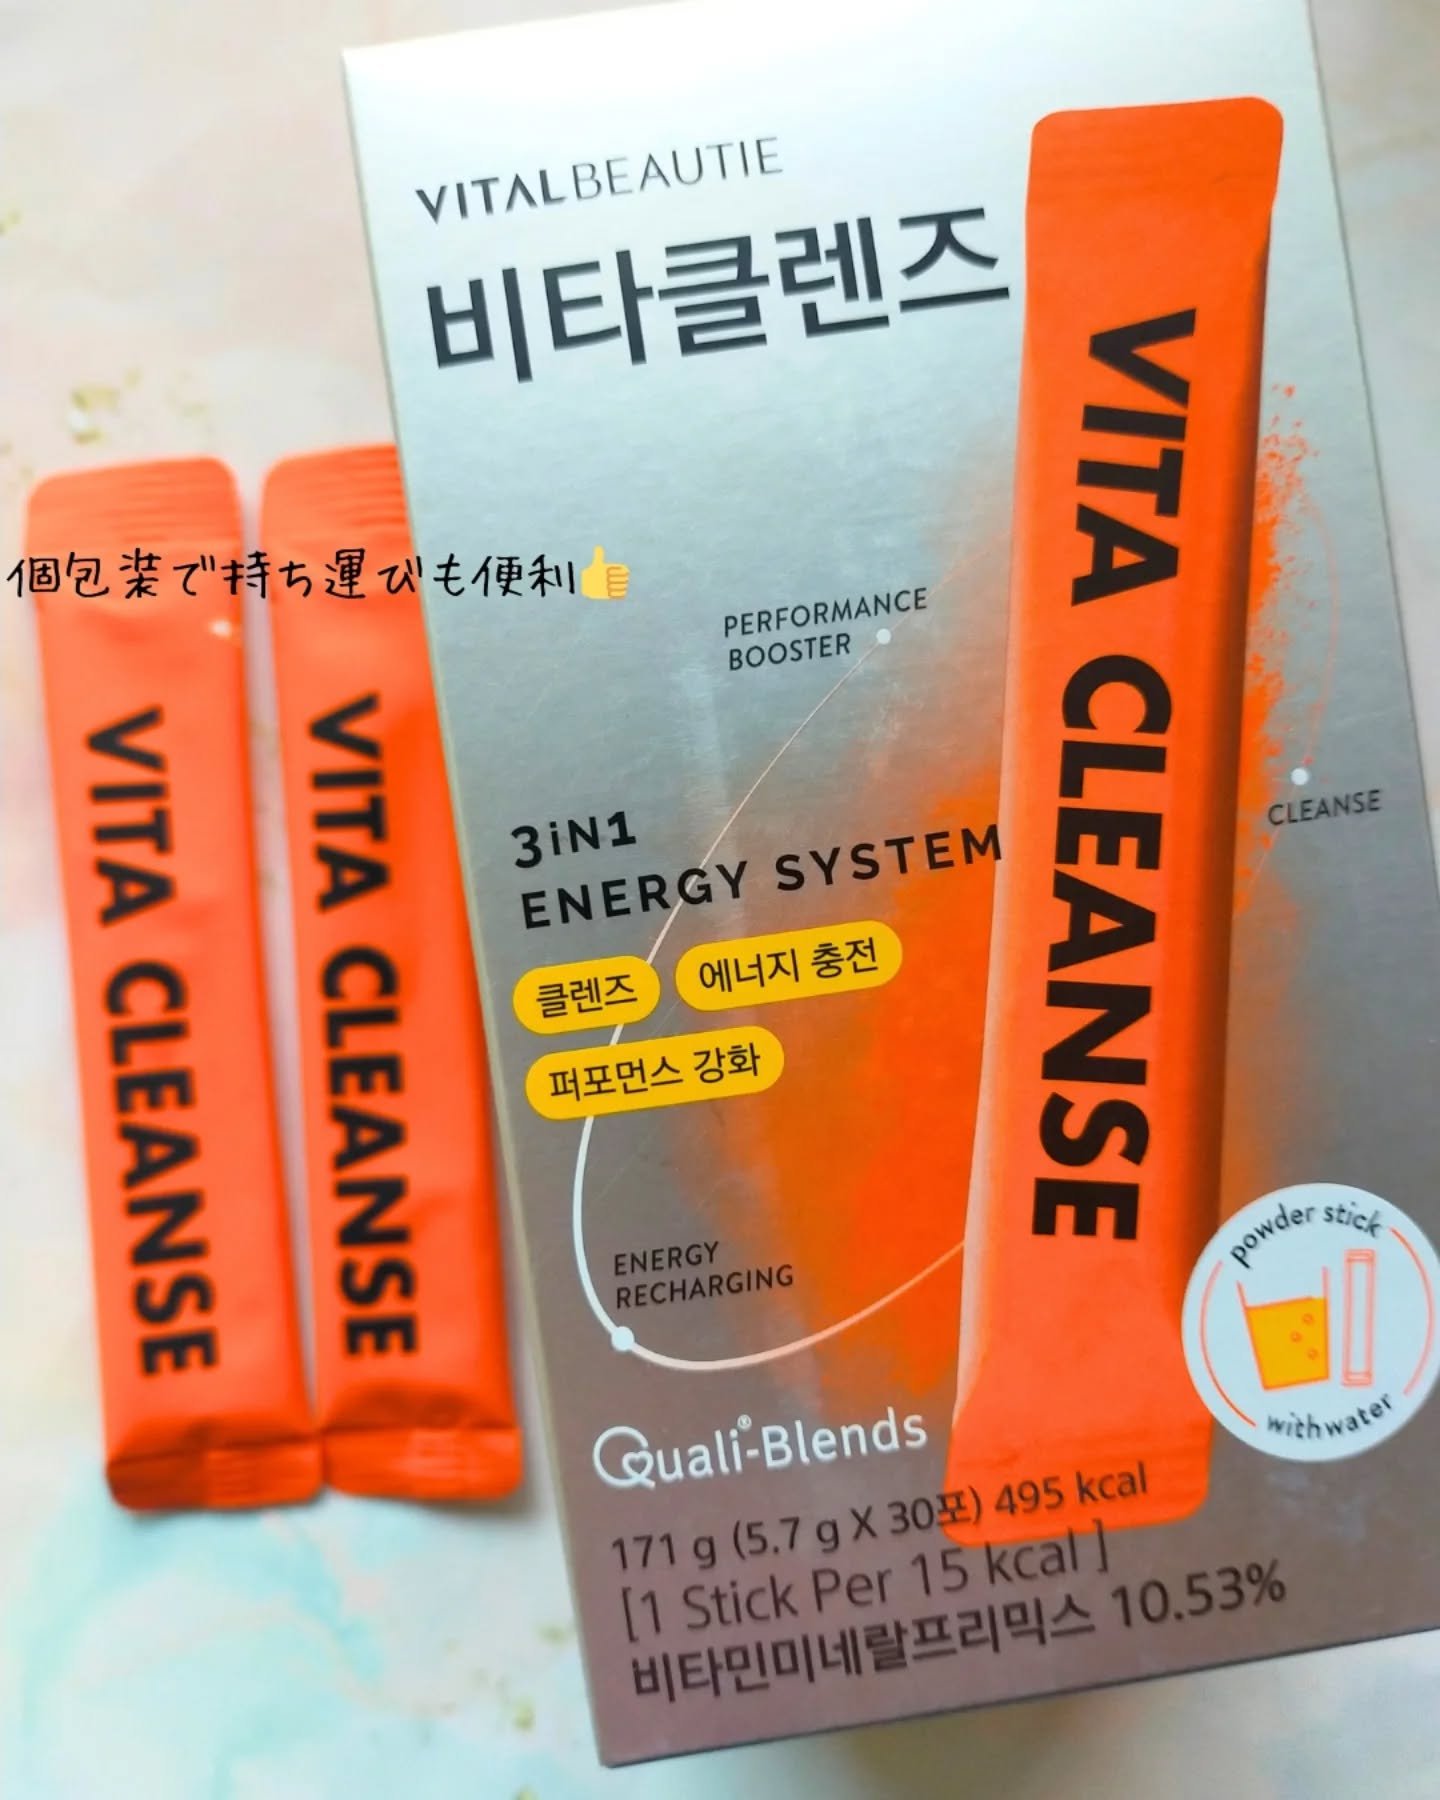 VITALBEAUTIE
비타클렌즈
VITA CLEANSE
個包装で持ち運びも便利👍
PERFORMANCE
BOOSTER
CLEANSE
3iN1
ENERGY SYSTEM
클렌즈
에너지 충전
퍼포먼스 강화
VITA CLEANSE
VITA CLEANSE
ENERGY
RECHARGING
powder stick
with water
Quali®-Blends
171 g (5.7 g X 30포) 495 kcal
[1 Stick Per 15 kcal ]
비타민미네랄프리믹스 10.53%